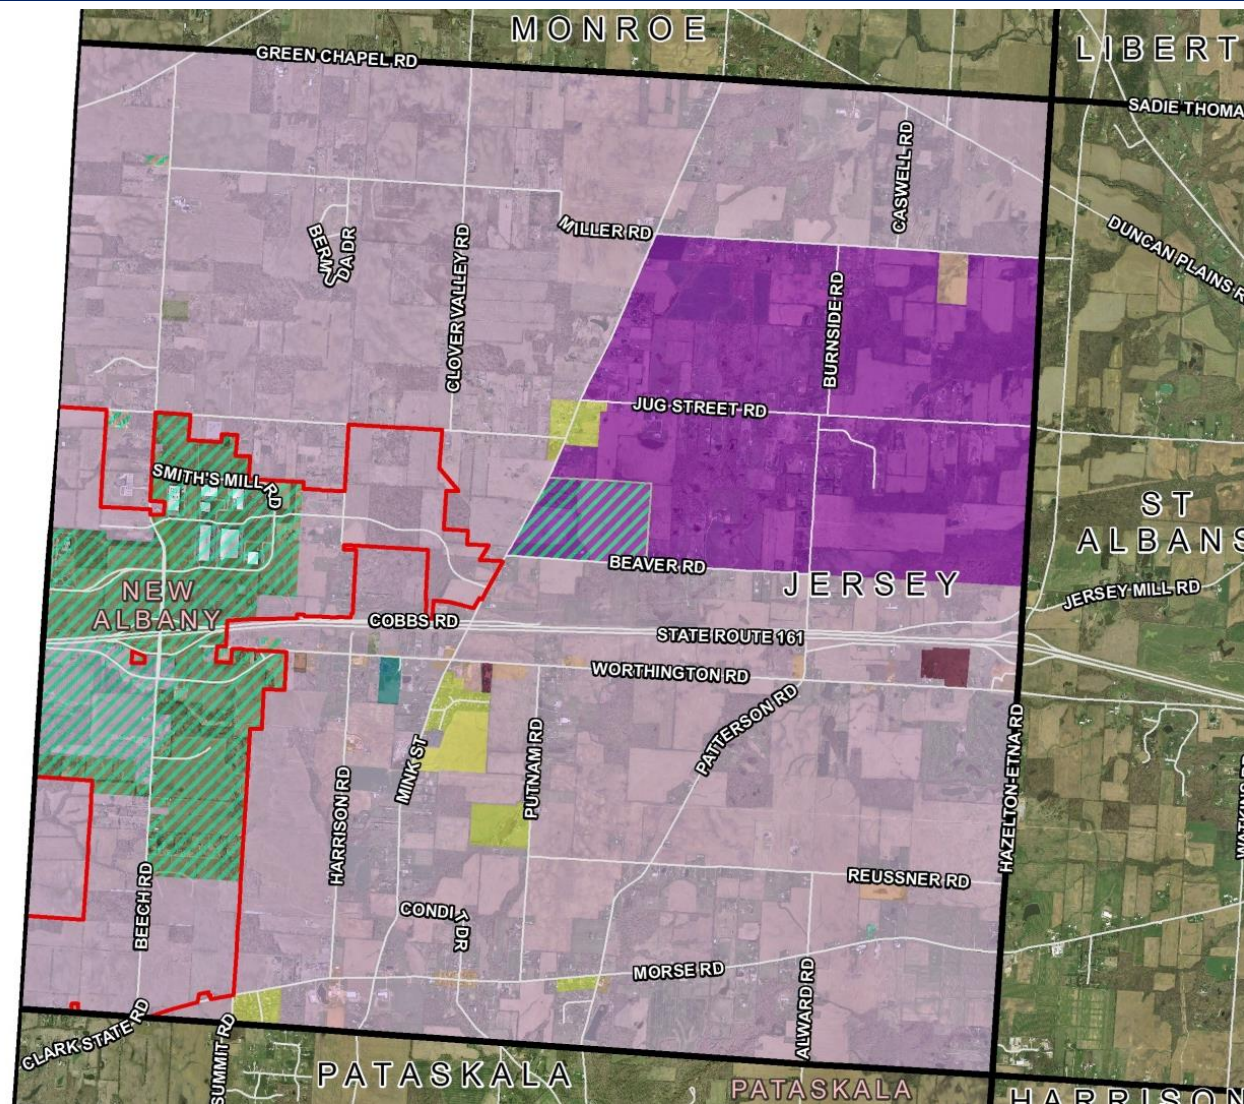 MONROE
LIBERT
GREEN CHAPEL RD
SADIE THOMA
CASWELL RD
MILLER RD
BERM
DA DR
CLOVER VALLEY RD
DUNCAN PLAINS R
BURNSIDE RD
JUG STREET RD
SMITH'S MILL RD
ST
ALBANS
BEAVER RD
JERSEY
JERSEY MILL RD
NEW
ALBANY
COBBS RD
STATE ROUTE 161
WORTHINGTON RD
PATTERSON RD
HAZELTON-ETNA RD
MINK ST
PUTNAM RD
HARRISON RD
WATKINS RD
BEECH RD
REUSSNER RD
CONDIT DR
MORSE RD
ALWARD RD
CLARK STATE RD
SUMMIT RD
PATASKALA
PATASKALA
HARRISON